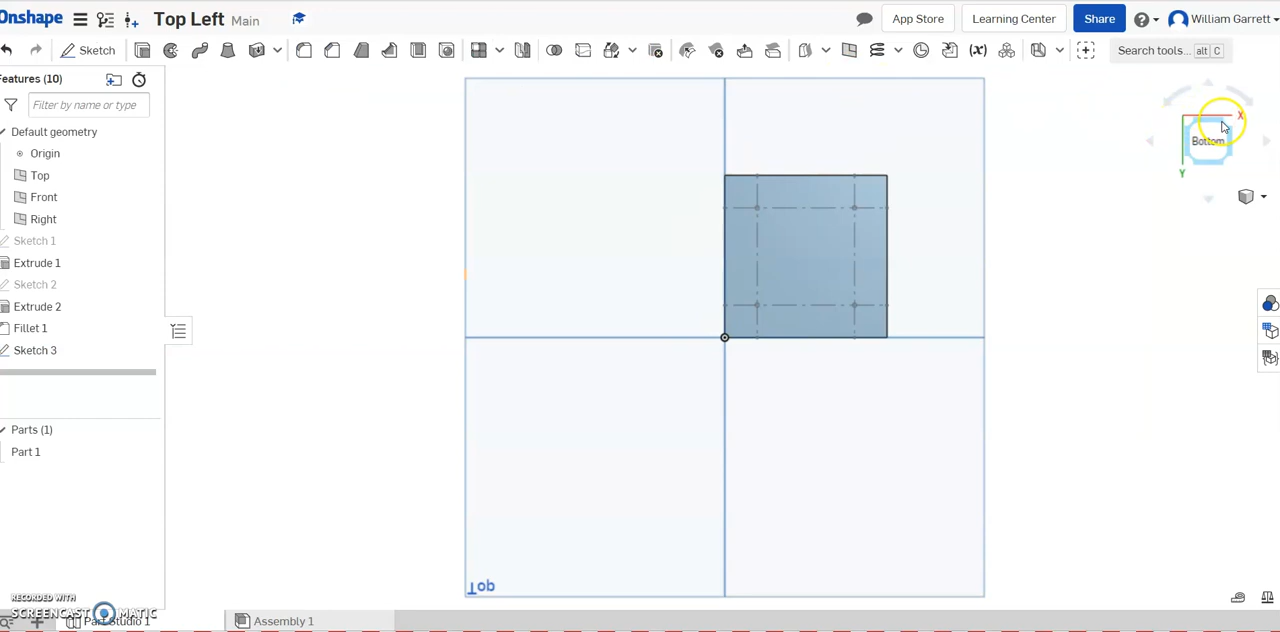 Onshape Top Left Main App Store Learning Center Share ? William Garrett
Sketch (x) Search tools... alt C
Features (10)
Filter by name or type
Default geometry
Origin
Top
Front
Right
Sketch 1
Extrude 1
Sketch 2
Extrude 2
Fillet 1
Sketch 3
Parts (1)
Part 1
X
Bottom
Y
Top
RECORDED WITH
SCREENCAST MATIC
Part Studio 1 Assembly 1